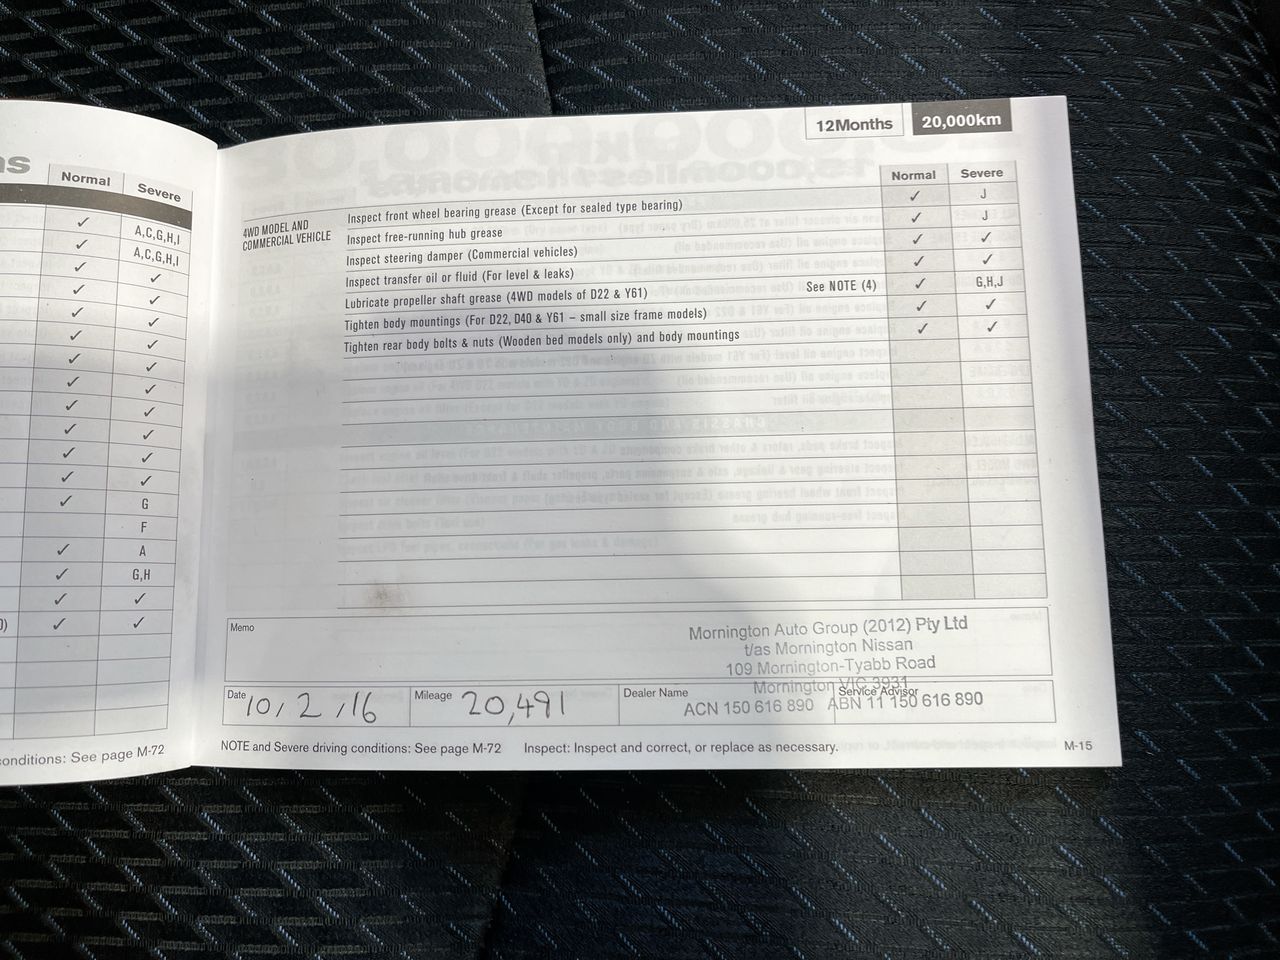 ns
Normal Severe
✓ A,C,G,H,I
✓ A,C,G,H,I
✓ ✓
✓ ✓
✓ ✓
✓ ✓
✓ ✓
✓ ✓
✓ ✓
✓ ✓
✓ ✓
✓ ✓
✓ G
F
✓ A
✓ G,H
✓ ✓
) ✓ ✓
onditions: See page M-72
12Months 20,000km
Normal Severe
4WD MODEL AND
COMMERCIAL VEHICLE
Inspect front wheel bearing grease (Except for sealed type bearing) ✓ J
Inspect free-running hub grease ✓ J
Inspect steering damper (Commercial vehicles) ✓ ✓
Inspect transfer oil or fluid (For level & leaks) ✓ ✓
Lubricate propeller shaft grease (4WD models of D22 & Y61) See NOTE (4) ✓ G,H,J
Tighten body mountings (For D22, D40 & Y61 – small size frame models) ✓ ✓
Tighten rear body bolts & nuts (Wooden bed models only) and body mountings ✓ ✓
Memo
Mornington Auto Group (2012) Pty Ltd
t/as Mornington Nissan
109 Mornington-Tyabb Road
Mornington VIC 3931
ACN 150 616 890 ABN 11 150 616 890
Date 10/2/16
Mileage 20,491
Dealer Name
Service Advisor
NOTE and Severe driving conditions: See page M-72 Inspect: Inspect and correct, or replace as necessary.
M-15